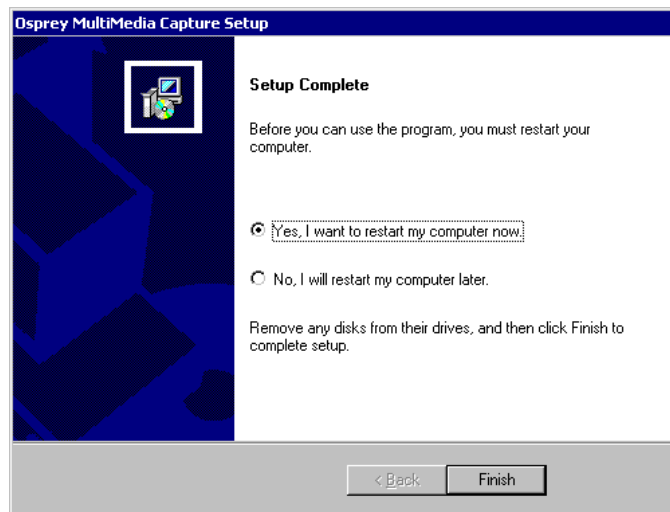 Osprey MultiMedia Capture Setup
Setup Complete
Before you can use the program, you must restart your
computer.
Yes, I want to restart my computer now.
No, I will restart my computer later.
Remove any disks from their drives, and then click Finish to
complete setup.
< Back
Finish